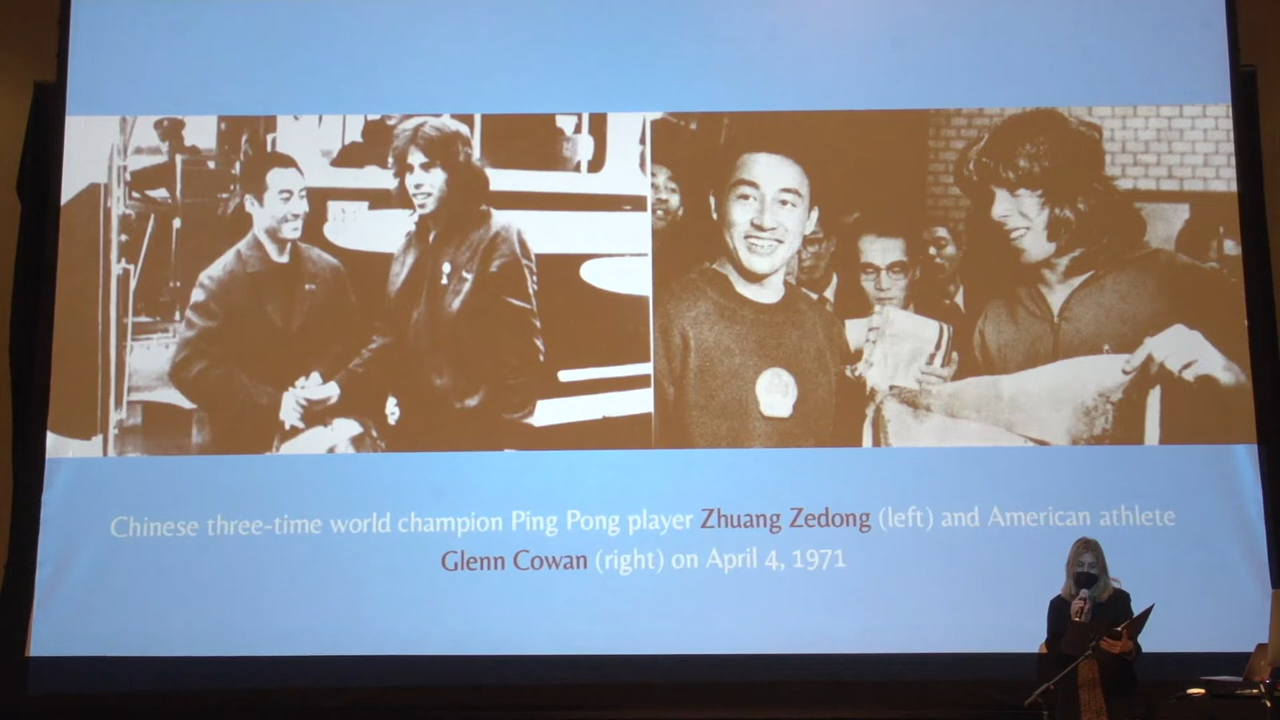 Chinese three-time world champion Ping Pong player Zhuang Zedong (left) and American athlete
Glenn Cowan (right) on April 4, 1971